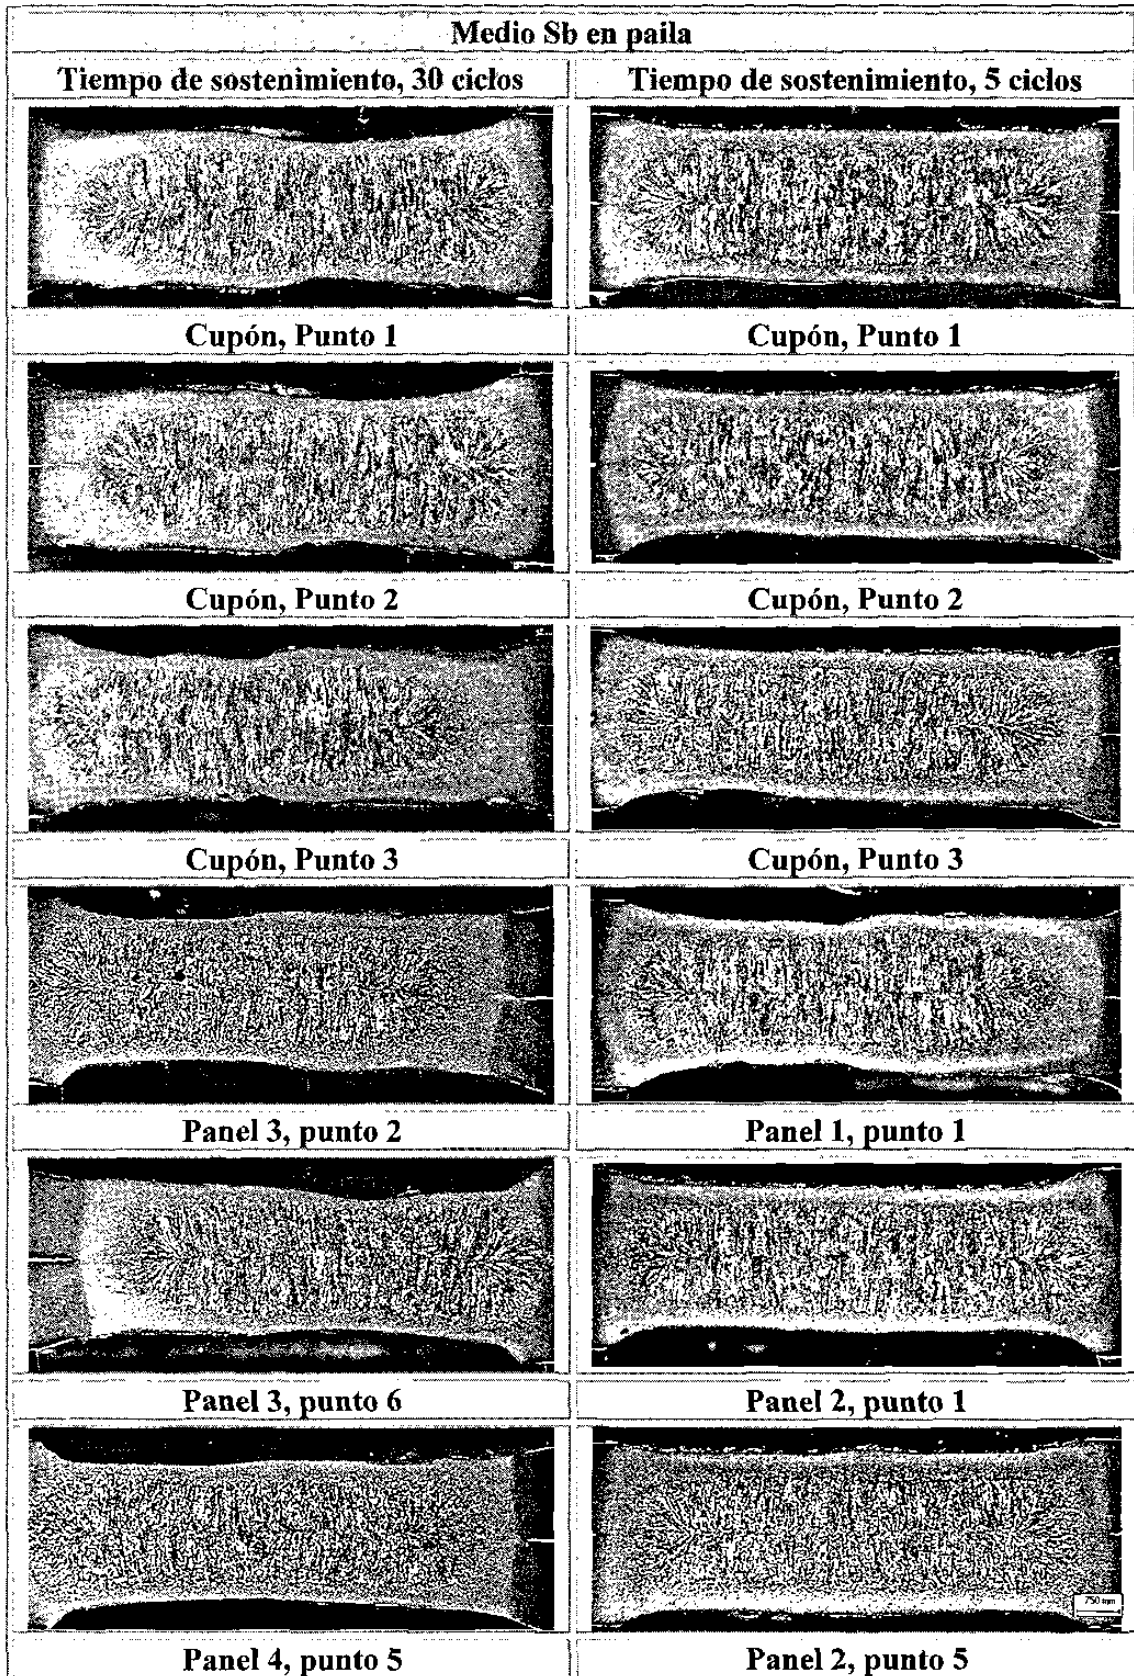 Medio Sb en paila
Tiempo de sostenimiento, 30 ciclos
Tiempo de sostenimiento, 5 ciclos
Cupón, Punto 1
Cupón, Punto 1
Cupón, Punto 2
Cupón, Punto 2
Cupón, Punto 3
Cupón, Punto 3
Panel 3, punto 2
Panel 1, punto 1
Panel 3, punto 6
Panel 2, punto 1
750
Panel 4, punto 5
Panel 2, punto 5